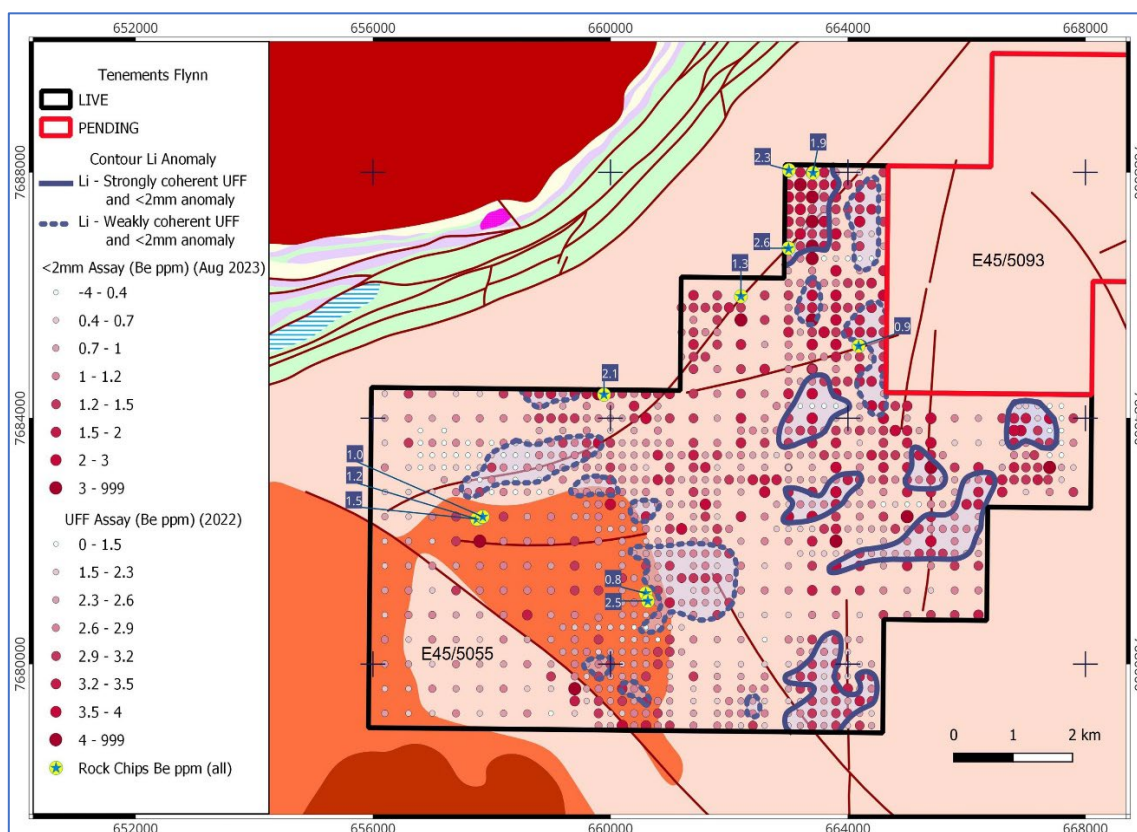 652000
656000
660000
664000
668000
Tenements Flynn
LIVE
PENDING
Contour Li Anomaly
Li - Strongly coherent UFF
and <2mm anomaly
Li - Weakly coherent UFF
and <2mm anomaly
<2mm Assay (Be ppm) (Aug 2023)
-4 - 0.4
0.4 - 0.7
0.7 - 1
1 - 1.2
1.2 - 1.5
1.5 - 2
2 - 3
3 - 999
UFF Assay (Be ppm) (2022)
0 - 1.5
1.5 - 2.3
2.3 - 2.6
2.6 - 2.9
2.9 - 3.2
3.2 - 3.5
3.5 - 4
4 - 999
Rock Chips Be ppm (all)
7688000
7684000
7680000
1.9
2.3
2.6
E45/5093
1.3
0.9
2.1
1.0
1.2
1.5
0.8
2.5
E45/5055
0 1 2 km
7688000
7684000
7680000
652000
656000
660000
664000
668000